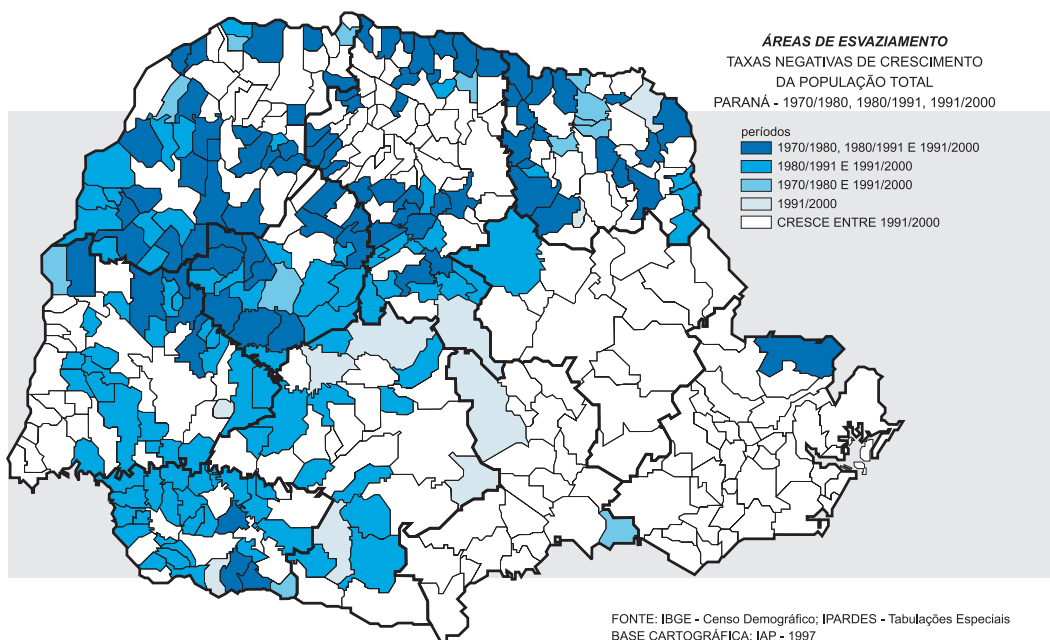 ÁREAS DE ESVAZIAMENTO
TAXAS NEGATIVAS DE CRESCIMENTO
DA POPULAÇÃO TOTAL
PARANÁ - 1970/1980, 1980/1991, 1991/2000
períodos
1970/1980, 1980/1991 E 1991/2000
1980/1991 E 1991/2000
1970/1980 E 1991/2000
1991/2000
CRESCE ENTRE 1991/2000
FONTE: IBGE - Censo Demográfico; IPARDES - Tabulações Especiais
BASE CARTOGRÁFICA: IAP - 1997